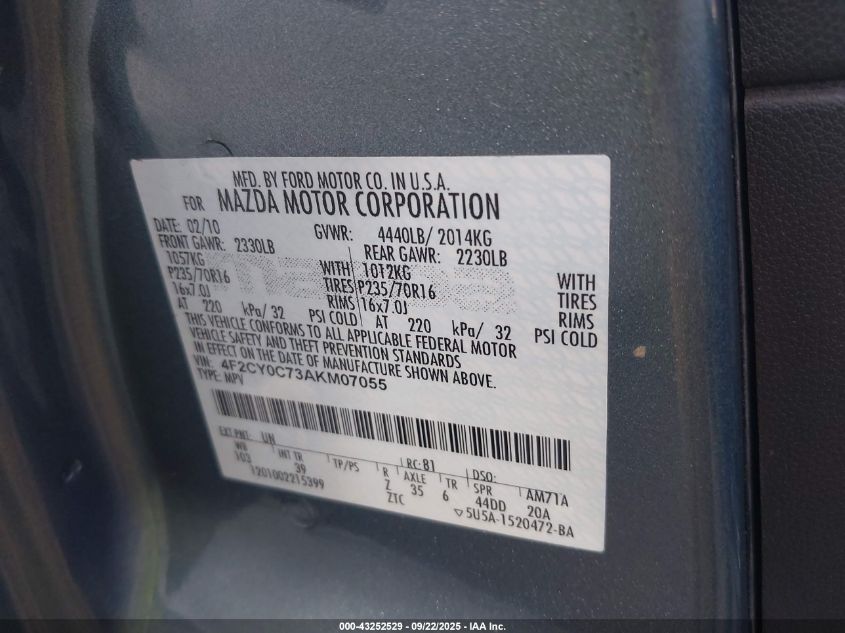 MFD. BY FORD MOTOR CO. IN U.S.A.
FOR MAZDA MOTOR CORPORATION
DATE: 02/10 GVWR: 4440LB/ 2014KG
FRONT GAWR: 2330LB REAR GAWR: 2230LB
1057KG WITH 1012KG WITH
P235/70R16 TIRES P235/70R16 TIRES
16x7.0J RIMS 16x7.0J RIMS
AT 220 kPa/ 32 PSI COLD AT 220 kPa/ 32 PSI COLD
THIS VEHICLE CONFORMS TO ALL APPLICABLE FEDERAL MOTOR
VEHICLE SAFETY AND THEFT PREVENTION STANDARDS
IN EFFECT ON THE DATE OF MANUFACTURE SHOWN ABOVE.
VIN: 4F2CY0C73AKM07055
TYPE: MPV
EXT PNT: UN RC: 81 DSO:
WB INT TR TP/PS R AXLE TR SPR AM71A
103 39 Z 35 6 44DD 20A
1201002215399 ZTC ▽5U5A-1520472-BA
000-43252529 - 09/22/2025 - IAA Inc.